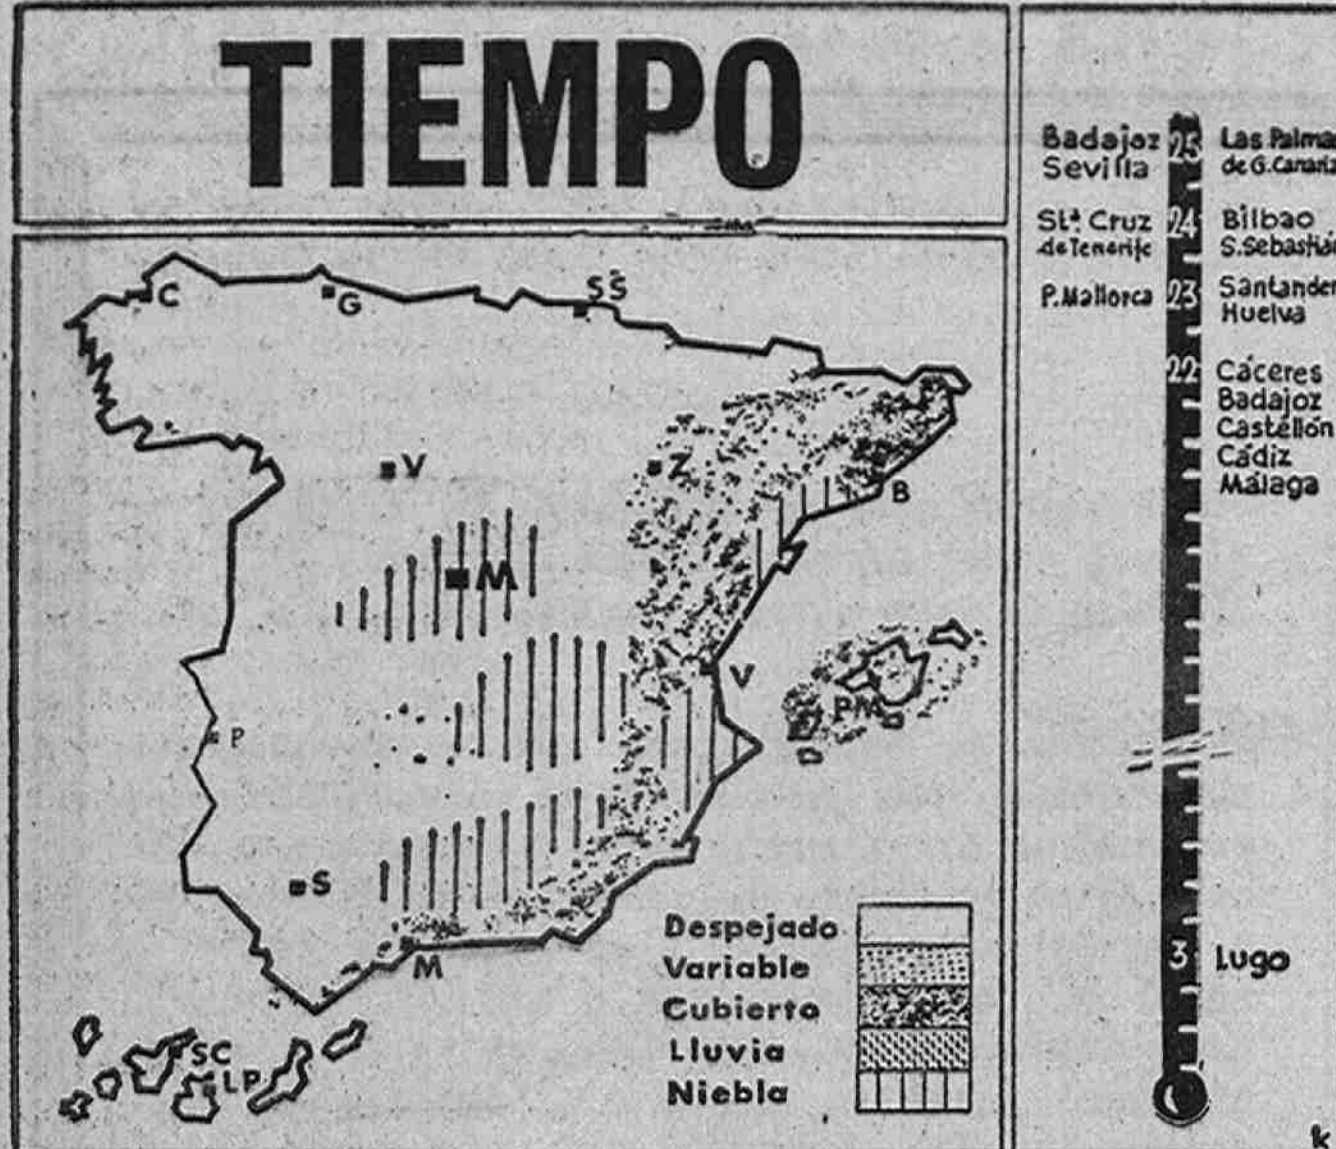 TIEMPO
C
G
SS
V
Z
B
M
V
PM
P
S
M
SC
LP
Despejado
Variable
Cubierto
Lluvia
Niebla
Badajoz 25 Las Palma
Sevilla de G. Canaria
Stª Cruz 24 Bilbao
de Tenerife S. Sebastián
P. Mallorca 23 Santander
Huelva
22 Cáceres
Badajoz
Castellón
Cádiz
Málaga
3 Lugo
k